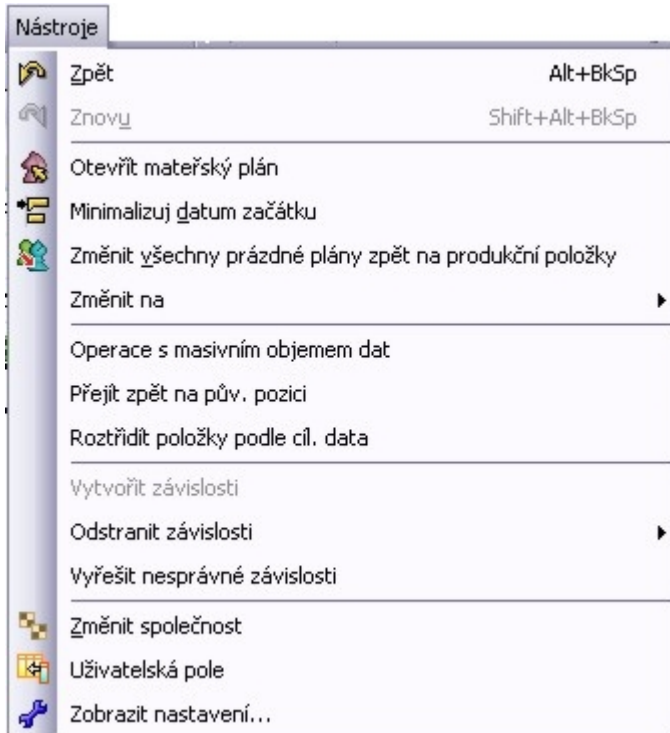 Nástroje
Zpět Alt+BkSp
Znovu Shift+Alt+BkSp
Otevřít mateřský plán
Minimalizuj datum začátku
Změnit všechny prázdné plány zpět na produkční položky
Změnit na
Operace s masivním objemem dat
Přejít zpět na pův. pozici
Roztřidít položky podle cíl. data
Vytvořit závislosti
Odstranit závislosti
Vyřešit nesprávné závislosti
Změnit společnost
Uživatelská pole
Zobrazit nastavení...